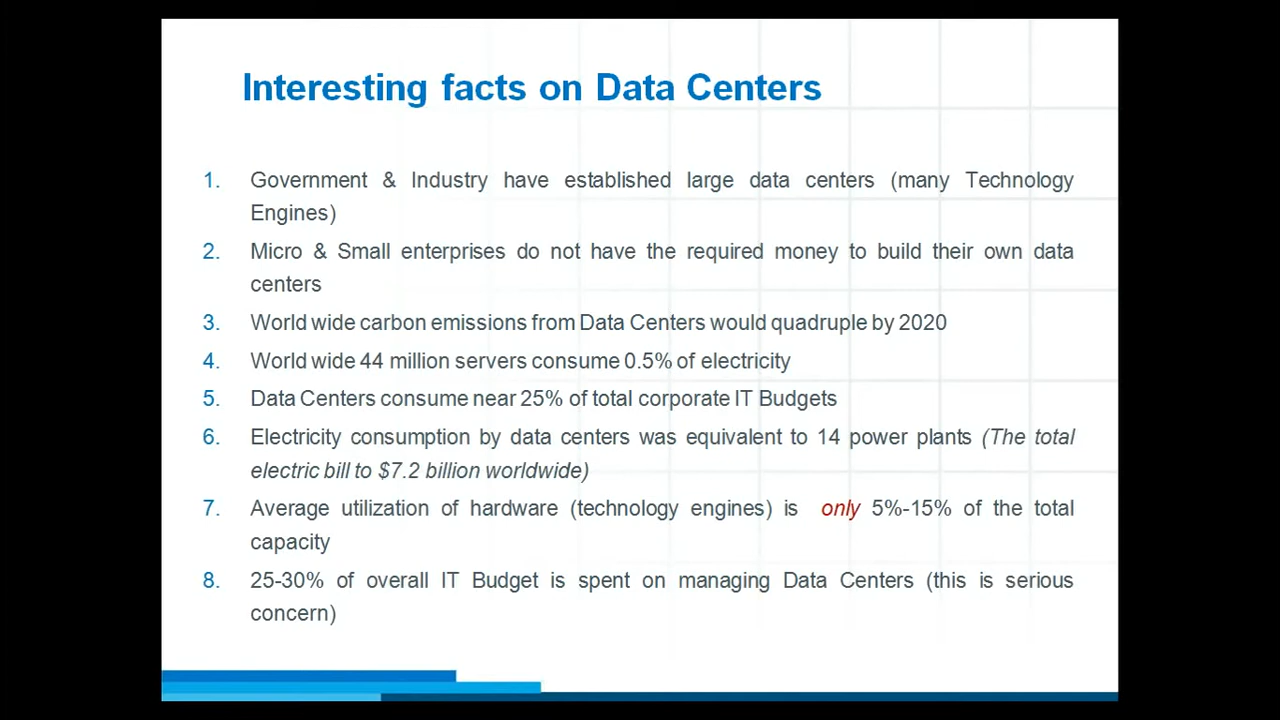 Interesting facts on Data Centers
1. Government & Industry have established large data centers (many Technology
Engines)
2. Micro & Small enterprises do not have the required money to build their own data
centers
3. World wide carbon emissions from Data Centers would quadruple by 2020
4. World wide 44 million servers consume 0.5% of electricity
5. Data Centers consume near 25% of total corporate IT Budgets
6. Electricity consumption by data centers was equivalent to 14 power plants (The total
electric bill to $7.2 billion worldwide)
7. Average utilization of hardware (technology engines) is only 5%-15% of the total
capacity
8. 25-30% of overall IT Budget is spent on managing Data Centers (this is serious
concern)